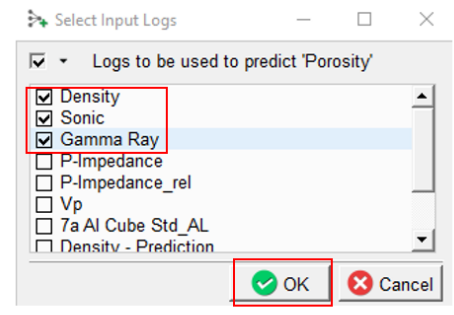 Select Input Logs
Logs to be used to predict 'Porosity'
Density
Sonic
Gamma Ray
P-Impedance
P-Impedance_rel
Vp
7a AI Cube Std_AL
Density - Prediction
OK Cancel